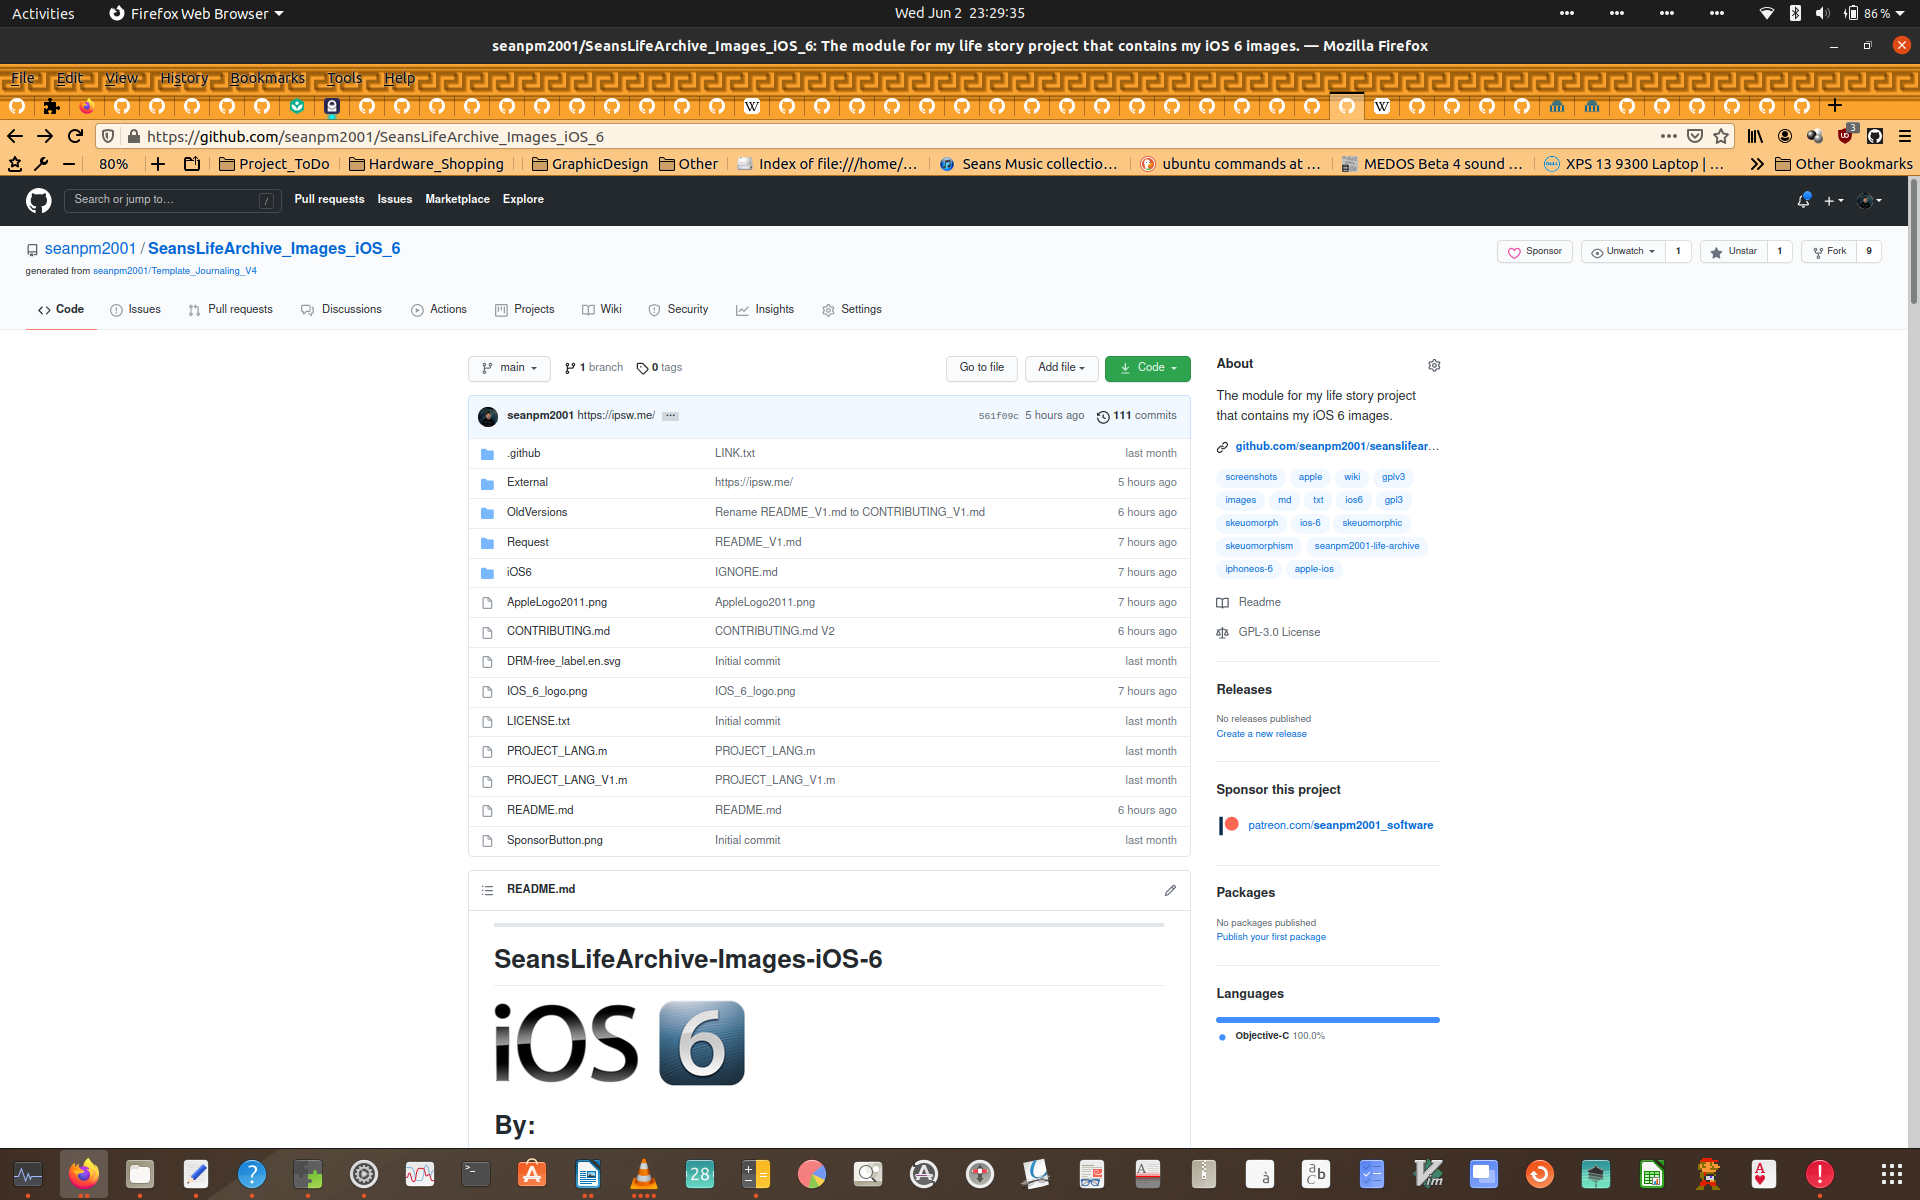 Activities Firefox Web Browser Wed Jun 2 23:29:35 86 %
seanpm2001/SeansLifeArchive_Images_iOS_6: The module for my life story project that contains my iOS 6 images. — Mozilla Firefox
File Edit View History Bookmarks Tools Help
https://github.com/seanpm2001/SeansLifeArchive_Images_iOS_6 3
80% Project_ToDo Hardware_Shopping GraphicDesign Other Index of file:///home/… Seans Music collectio… ubuntu commands at … MEDOS Beta 4 sound … XPS 13 9300 Laptop | … Other Bookmarks
Search or jump to… / Pull requests Issues Marketplace Explore
seanpm2001 / SeansLifeArchive_Images_iOS_6 Sponsor Unwatch 1 Unstar 1 Fork 9
generated from seanpm2001/Template_Journaling_V4
Code Issues Pull requests Discussions Actions Projects Wiki Security Insights Settings
main 1 branch 0 tags Go to file Add file Code
seanpm2001 https://ipsw.me/ ... 561f09c 5 hours ago 111 commits
.github LINK.txt last month
External https://ipsw.me/ 5 hours ago
OldVersions Rename README_V1.md to CONTRIBUTING_V1.md 6 hours ago
Request README_V1.md 7 hours ago
iOS6 IGNORE.md 7 hours ago
AppleLogo2011.png AppleLogo2011.png 7 hours ago
CONTRIBUTING.md CONTRIBUTING.md V2 6 hours ago
DRM-free_label.en.svg Initial commit last month
IOS_6_logo.png IOS_6_logo.png 7 hours ago
LICENSE.txt Initial commit last month
PROJECT_LANG.m PROJECT_LANG.m last month
PROJECT_LANG_V1.m PROJECT_LANG_V1.m last month
README.md README.md 6 hours ago
SponsorButton.png Initial commit last month
README.md
SeansLifeArchive-Images-iOS-6
iOS 6
By:
About
The module for my life story project
that contains my iOS 6 images.
github.com/seanpm2001/seanslifear…
screenshots apple wiki gplv3
images md txt ios6 gpl3
skeuomorph ios-6 skeuomorphic
skeuomorphism seanpm2001-life-archive
iphoneos-6 apple-ios
Readme
GPL-3.0 License
Releases
No releases published
Create a new release
Sponsor this project
patreon.com/seanpm2001_software
Packages
No packages published
Publish your first package
Languages
Objective-C 100.0%
28